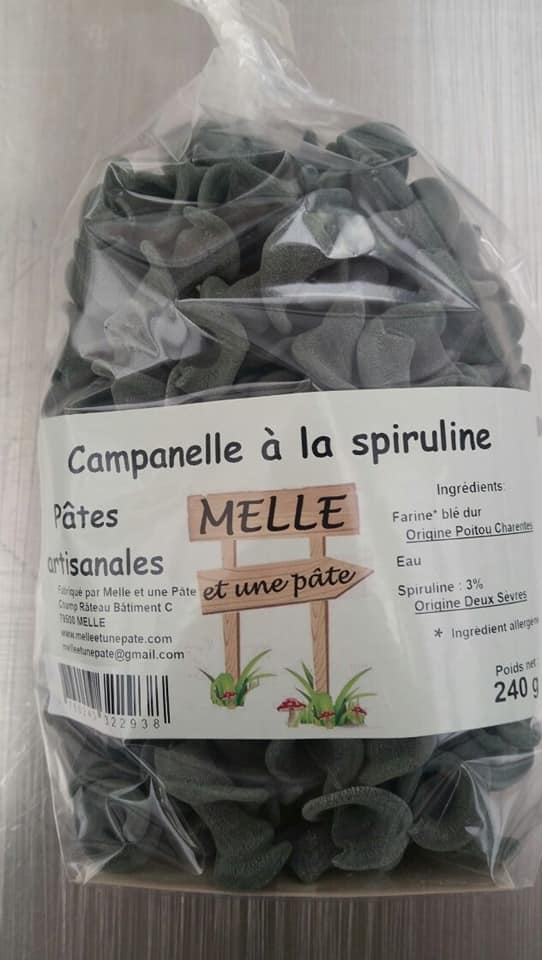 Campanelle à la spiruline
Pâtes
artisanales
Fabriqué par Melle et une Pâte
Champ Râteau Bâtiment C
79500 MELLE
www.melleetunepate.com
melleetunepate@gmail.com
322938
MELLE
et une pâte
Ingrédients:
Farine* blé dur
Origine Poitou Charentes
Eau
Spiruline : 3%
Origine Deux Sèvres
* Ingrédient allergène
Poids net
240 g